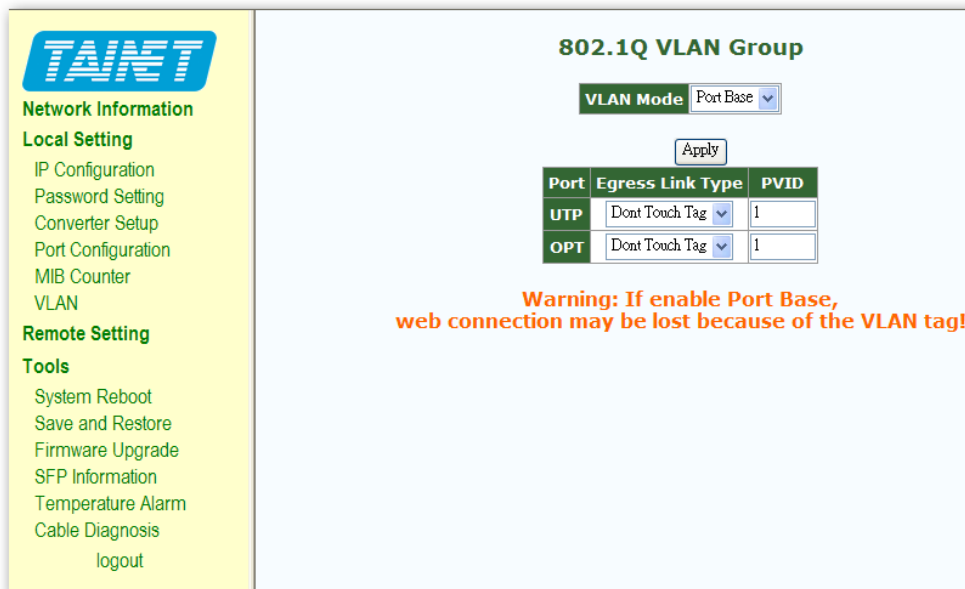 TAINET
Network Information
Local Setting
IP Configuration
Password Setting
Converter Setup
Port Configuration
MIB Counter
VLAN
Remote Setting
Tools
System Reboot
Save and Restore
Firmware Upgrade
SFP Information
Temperature Alarm
Cable Diagnosis
logout
802.1Q VLAN Group
VLAN Mode Port Base
Apply
Port Egress Link Type PVID
UTP Dont Touch Tag 1
OPT Dont Touch Tag 1
Warning: If enable Port Base,
web connection may be lost because of the VLAN tag!